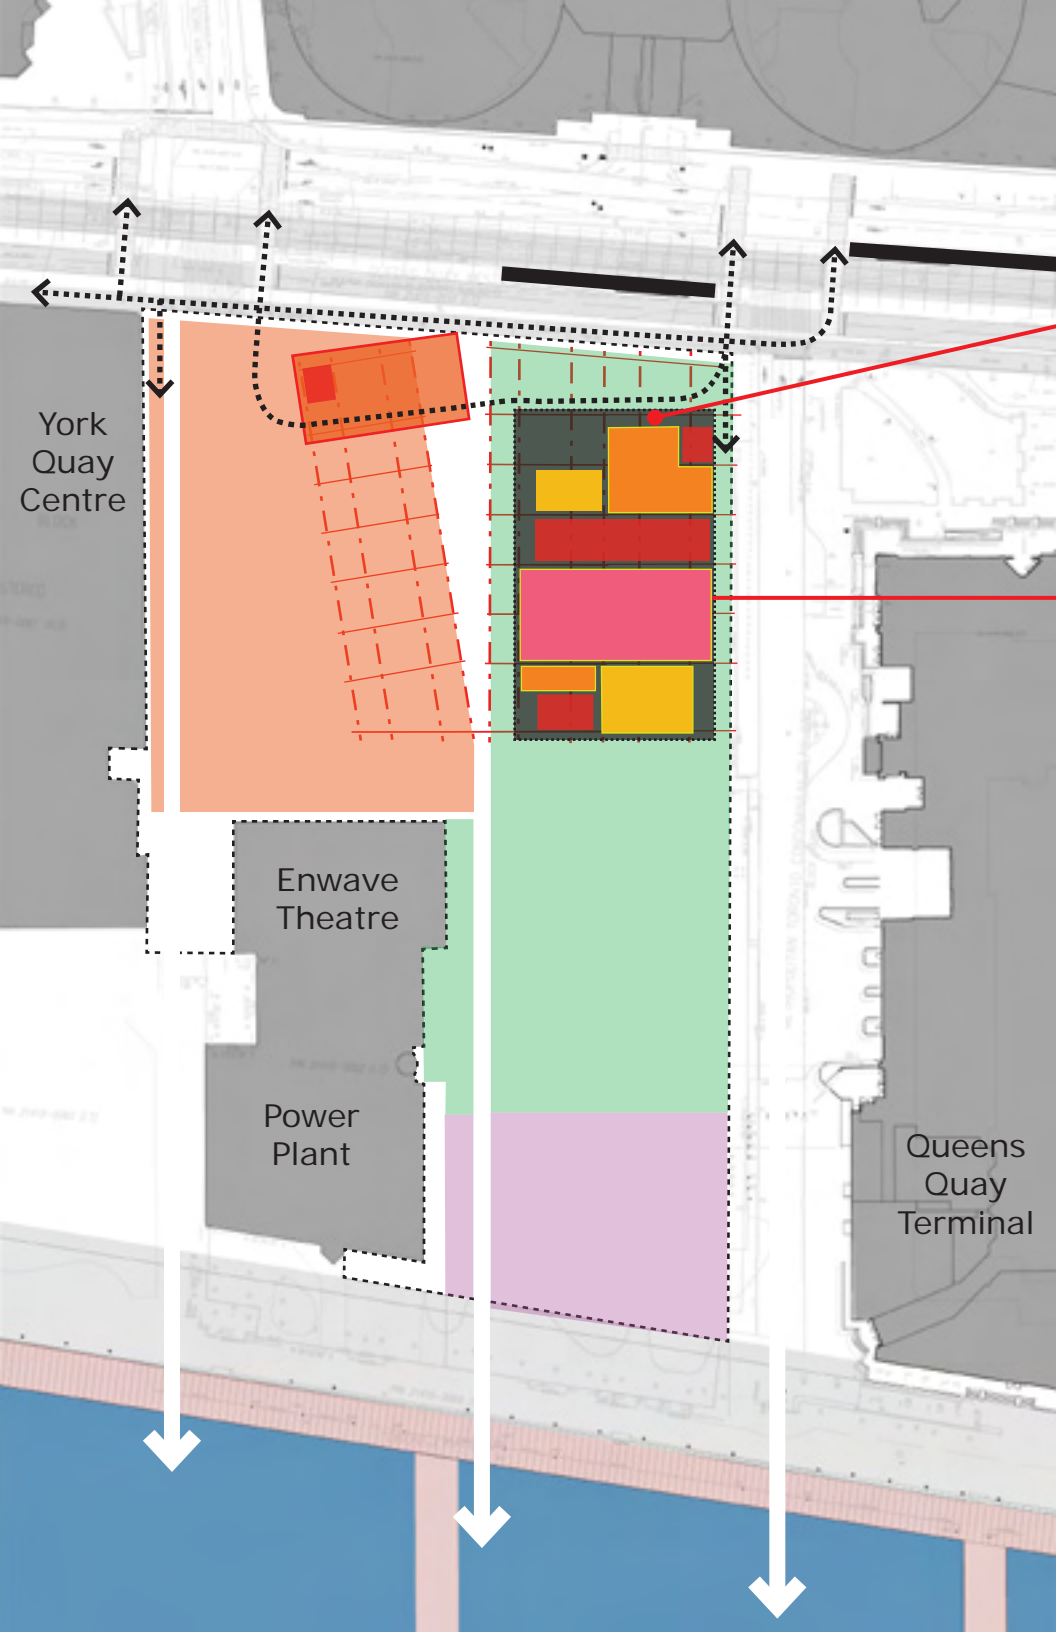 York
Quay
Centre
Enwave
Theatre
Power
Plant
Queens
Quay
Terminal